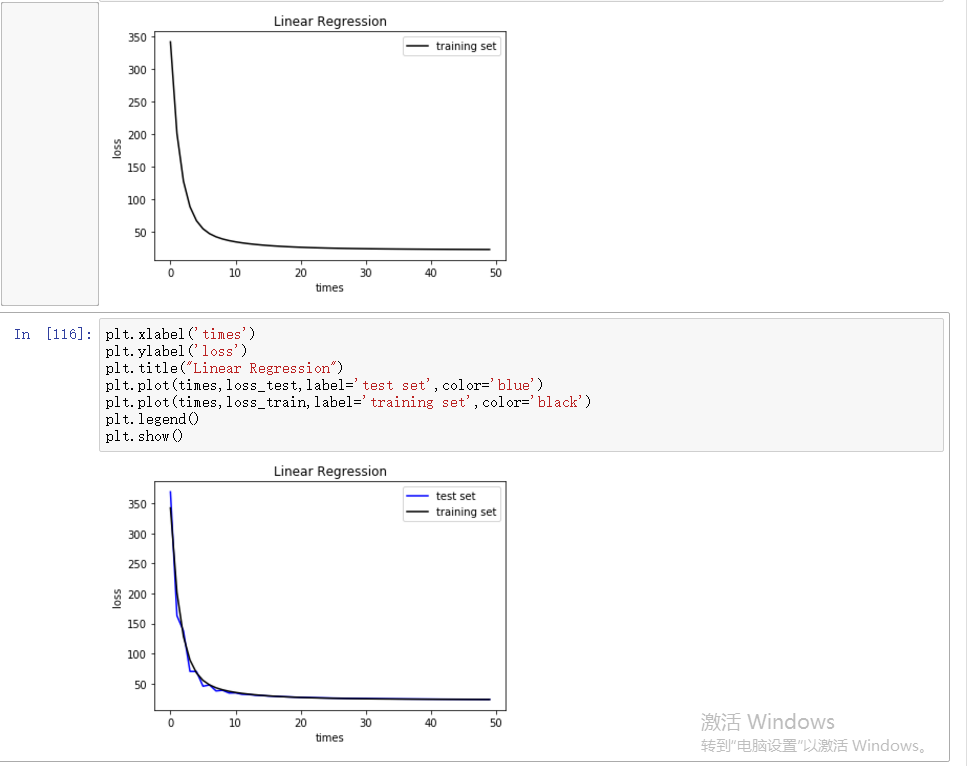 Linear Regression
training set
350
300
250
200
150
100
50
loss
0 10 20 30 40 50
times
In [116]:
plt.xlabel('times')
plt.ylabel('loss')
plt.title("Linear Regression")
plt.plot(times,loss_test,label='test set',color='blue')
plt.plot(times,loss_train,label='training set',color='black')
plt.legend()
plt.show()
Linear Regression
test set
training set
350
300
250
200
150
100
50
loss
0 10 20 30 40 50
times
激活 Windows
转到"电脑设置"以激活 Windows。